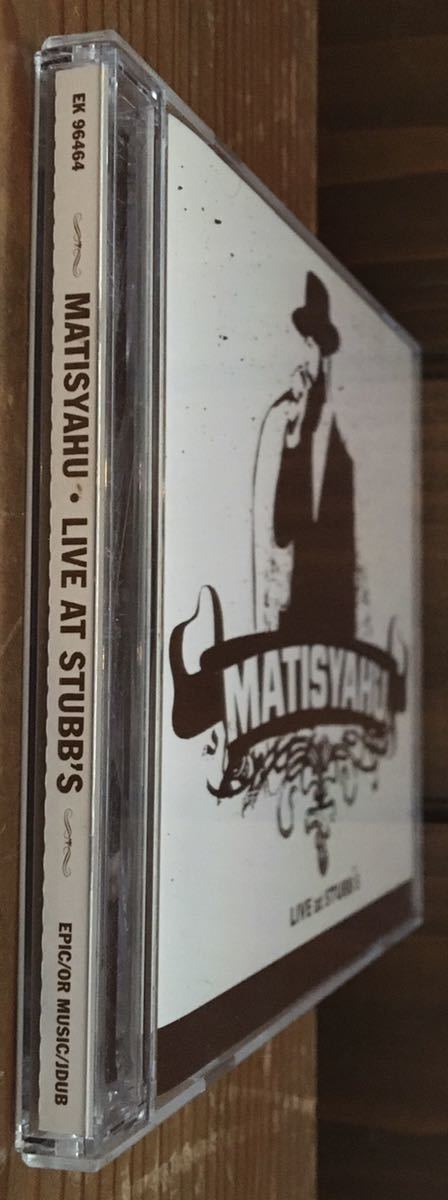 EK 96464
MATISYAHU • LIVE AT STUBB'S
EPIC/OR MUSIC/JDUB
MATISYAHU
LIVE at STUBB'S